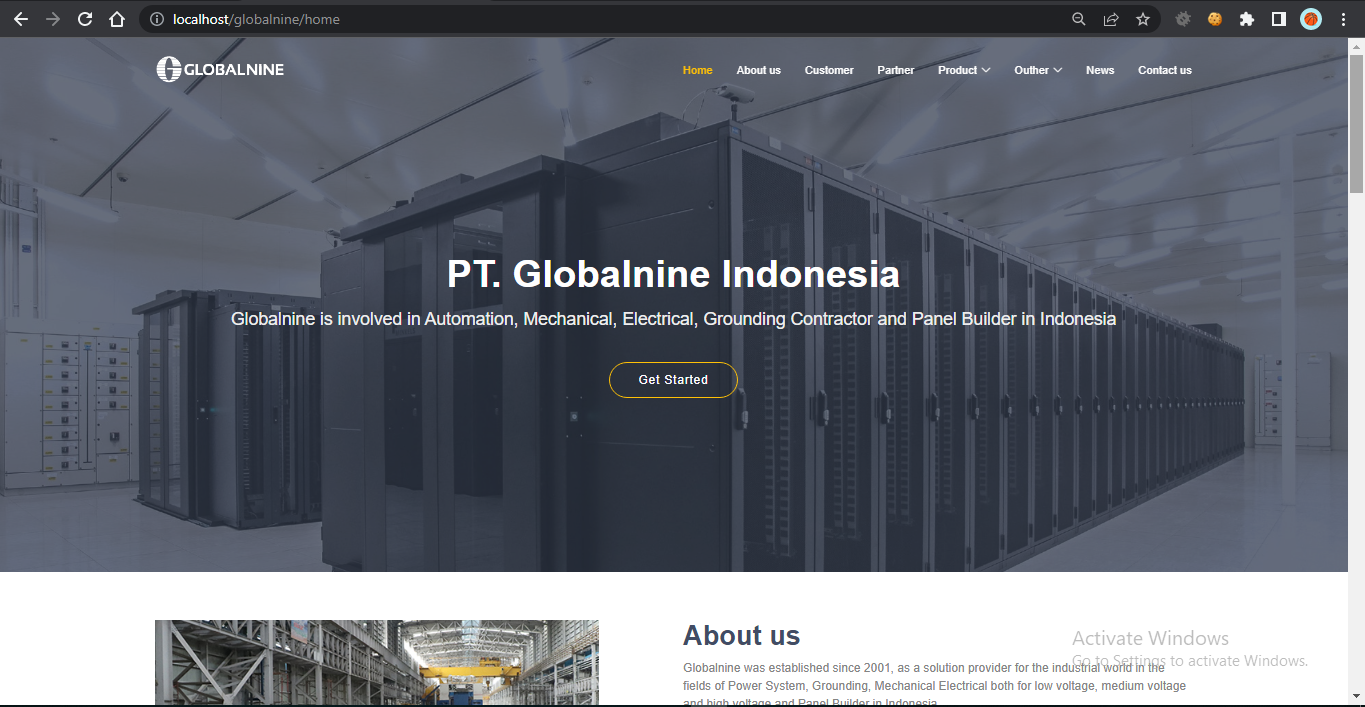 localhost/globalnine/home
GLOBALNINE
Home About us Customer Partner Product Outher News Contact us
PT. Globalnine Indonesia
Globalnine is involved in Automation, Mechanical, Electrical, Grounding Contractor and Panel Builder in Indonesia
Get Started
About us
Globalnine was established since 2001, as a solution provider for the industrial world in the
fields of Power System, Grounding, Mechanical Electrical both for low voltage, medium voltage
and high voltage and Panel Builder in Indonesia
Activate Windows
Go to Settings to activate Windows.